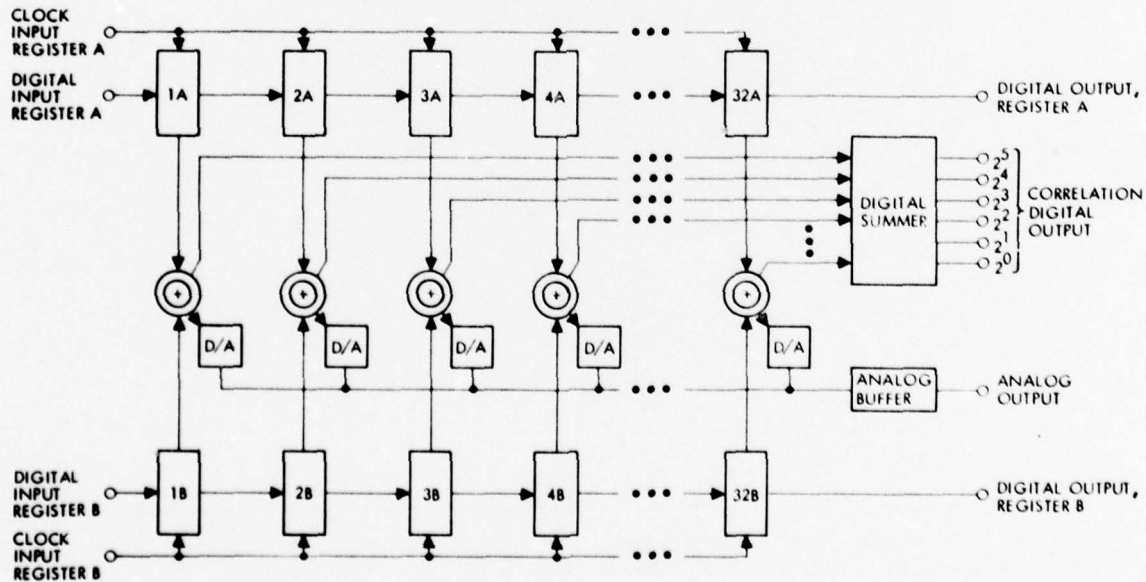 CLOCK
INPUT
REGISTER A
DIGITAL
INPUT
REGISTER A
1A
2A
3A
4A
32A
DIGITAL OUTPUT,
REGISTER A
DIGITAL
SUMMER
2^5
2^4
2^3
2^2
2^1
2^0
CORRELATION
DIGITAL
OUTPUT
+
+
+
+
+
D/A
D/A
D/A
D/A
D/A
ANALOG
BUFFER
ANALOG
OUTPUT
DIGITAL
INPUT
REGISTER B
1B
2B
3B
4B
32B
DIGITAL OUTPUT,
REGISTER B
CLOCK
INPUT
REGISTER B